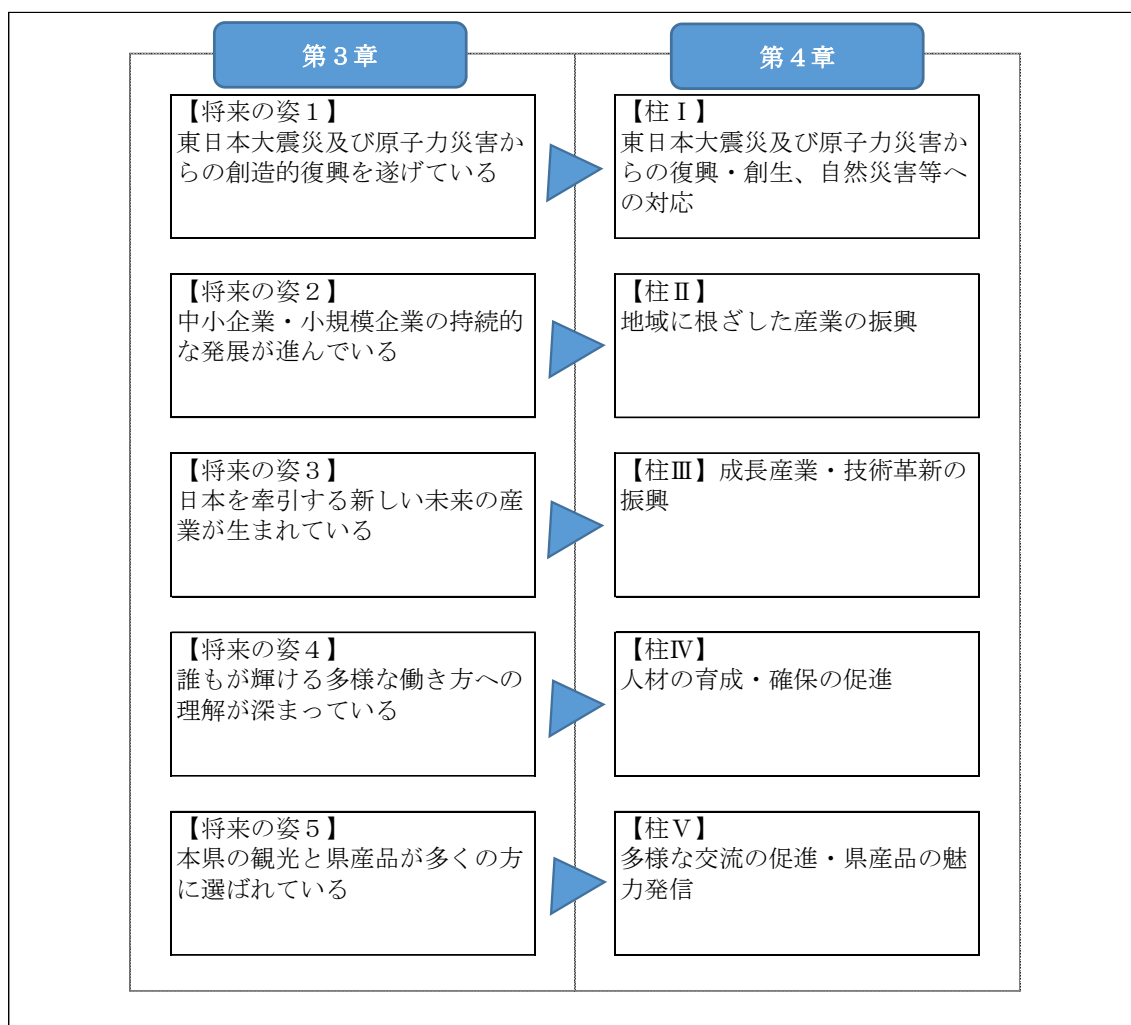 第３章
第４章
【将来の姿１】
東日本大震災及び原子力災害か
らの創造的復興を遂げている
【柱Ⅰ】
東日本大震災及び原子力災害か
らの復興・創生、自然災害等へ
の対応
【将来の姿２】
中小企業・小規模企業の持続的
な発展が進んでいる
【柱Ⅱ】
地域に根ざした産業の振興
【将来の姿３】
日本を牽引する新しい未来の産
業が生まれている
【柱Ⅲ】成長産業・技術革新の
振興
【将来の姿４】
誰もが輝ける多様な働き方への
理解が深まっている
【柱Ⅳ】
人材の育成・確保の促進
【将来の姿５】
本県の観光と県産品が多くの方
に選ばれている
【柱Ⅴ】
多様な交流の促進・県産品の魅
力発信